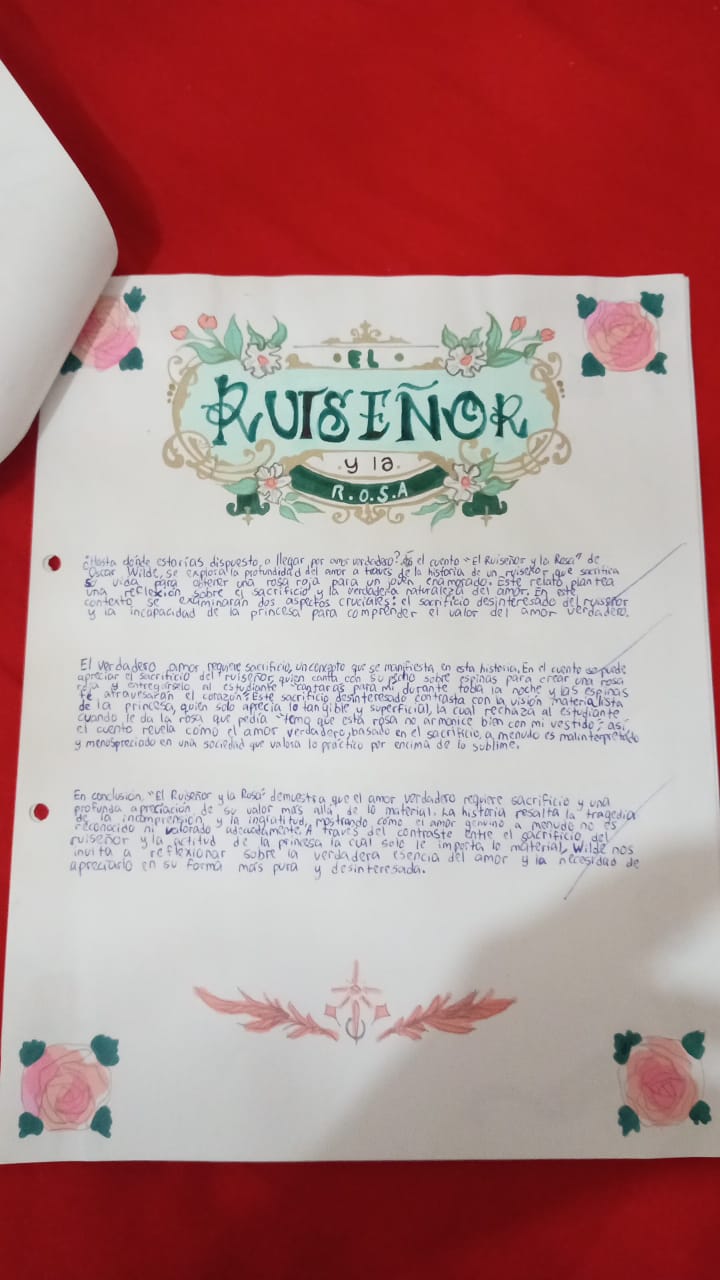 EL
RUISEÑOR
y la
R.O.S.A
¿Hasta donde estarías dispuesto a llegar por amor verdadero? En el cuento "El Ruiseñor y la Rosa" de
Oscar Wilde, se explora la profundidad del amor a través de la historia de un ruiseñor que sacrifica
su vida para obtener una rosa roja para un joven enamorado. Este relato plantea
una reflexión sobre el sacrificio y la verdadera naturaleza del amor. En este
contexto se examinarán dos aspectos cruciales: el sacrificio desinteresado del ruiseñor
y la incapacidad de la princesa para comprender el valor del amor verdadero.
El verdadero amor requiere sacrificio, un concepto que se manifiesta en esta historia. En el cuento se puede
apreciar el sacrificio del ruiseñor, quien canta con su pecho sobre espinas para crear una rosa
roja y entregárselo al estudiante "cantaras para mi durante toda la noche y las espinas
te atravesaran el corazón". Este sacrificio desinteresado contrasta con la visión materialista
de la princesa, quien solo aprecia lo tangible y superficial, la cual rechaza al estudiante
cuando le da la rosa que pedía "temo que esta rosa no armonice bien con mi vestido", así
el cuento revela cómo el amor verdadero, basado en el sacrificio, a menudo es malinterpretado
y menospreciado en una sociedad que valora lo práctico por encima de lo sublime.
En conclusión, "El Ruiseñor y la Rosa" demuestra que el amor verdadero requiere sacrificio y una
profunda apreciación de su valor más allá de lo material. La historia resalta la tragedia
de la incomprensión y la ingratitud, mostrando cómo el amor genuino a menudo no es
reconocido ni valorado adecuadamente. A través del contraste entre el sacrificio del
ruiseñor y la actitud de la princesa la cual solo le importa lo material, Wilde nos
invita a reflexionar sobre la verdadera esencia del amor y la necesidad de
apreciarlo en su forma más pura y desinteresada.